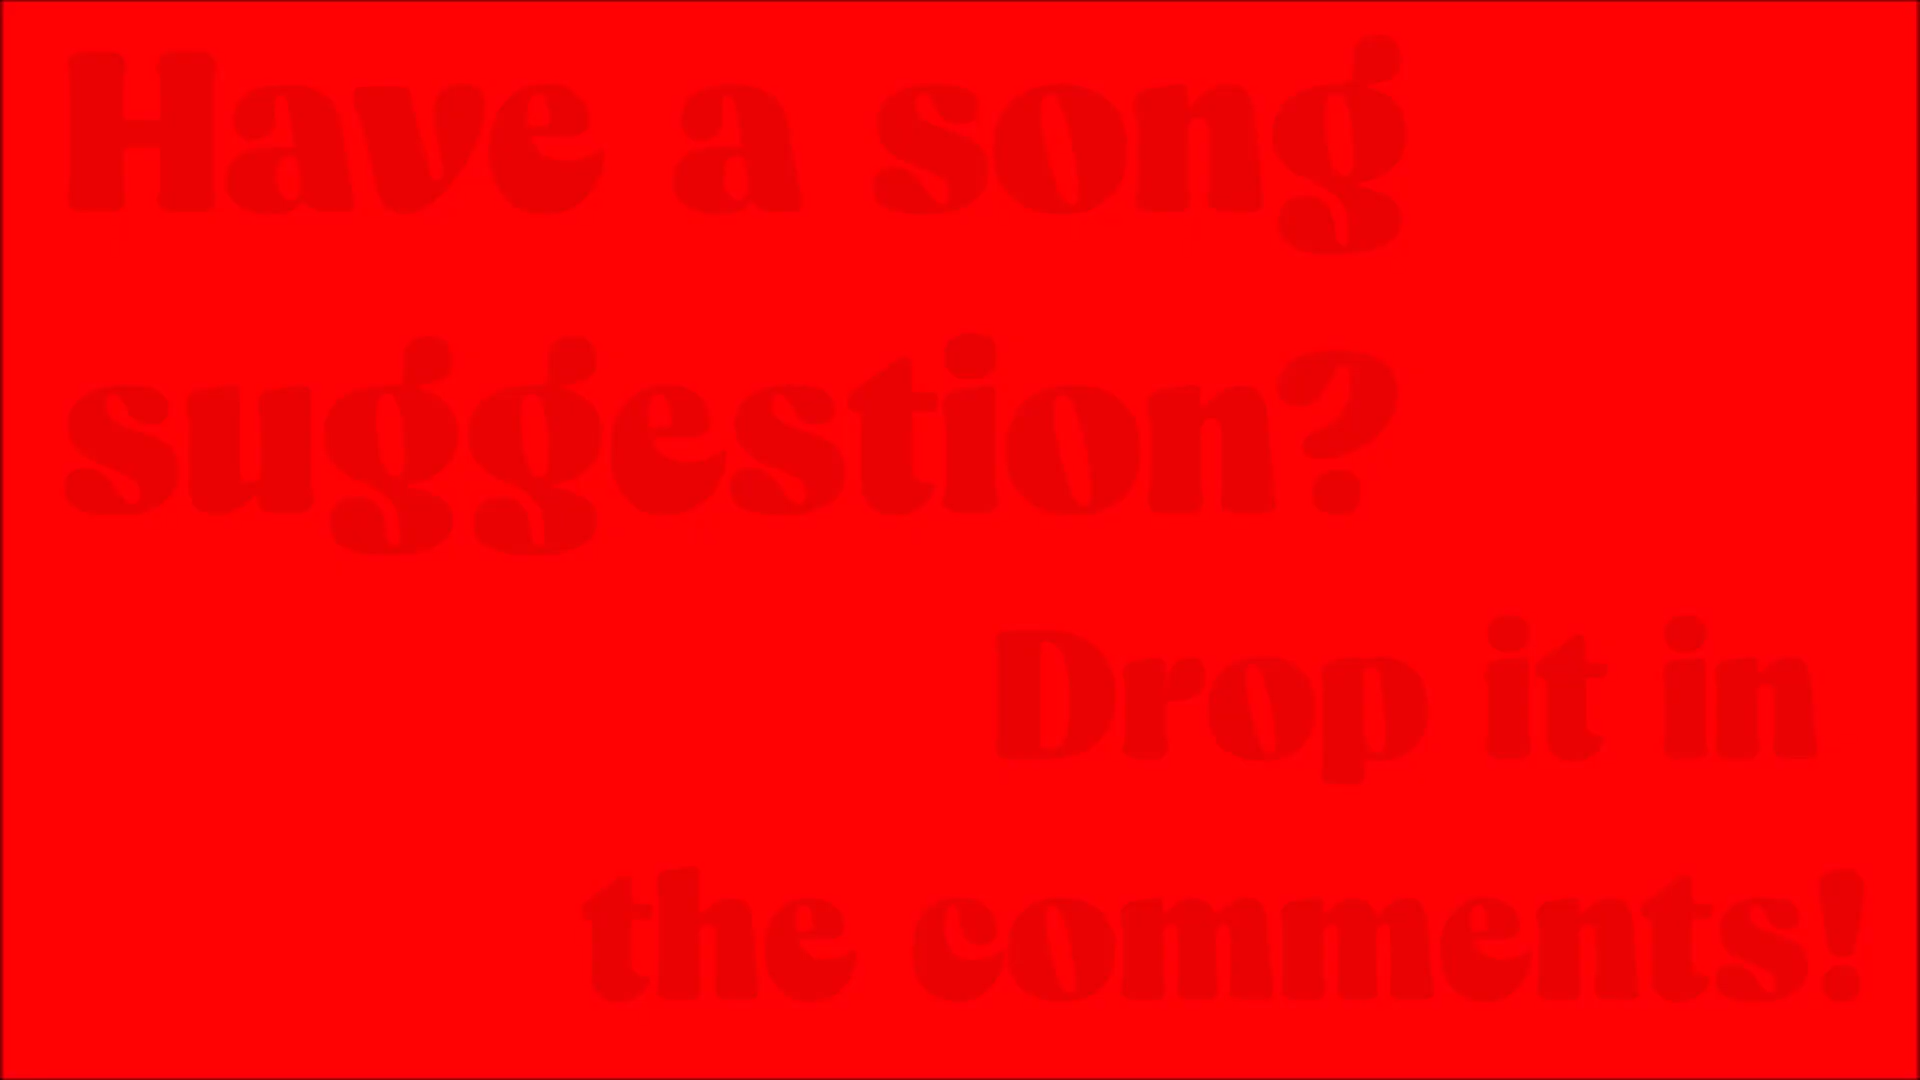 Have a song
suggestion?
Drop it in
the comments!